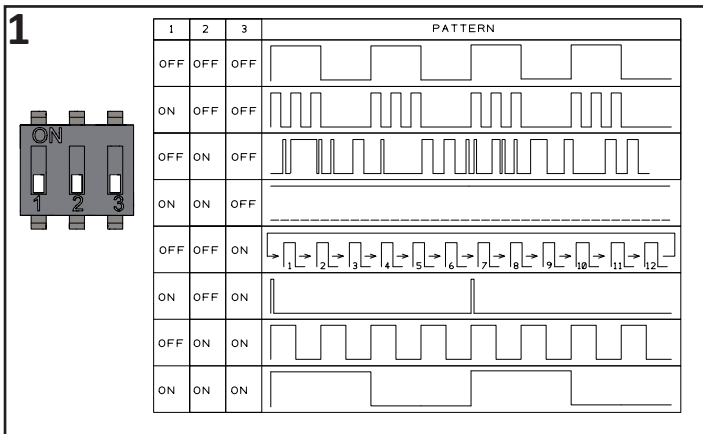 1
ON
1 2 3
1 2 3 PATTERN
OFF OFF OFF
ON OFF OFF
OFF ON OFF
ON ON OFF
OFF OFF ON 1 2 3 4 5 6 7 8 9 10 11 12
ON OFF ON
OFF ON ON
ON ON ON